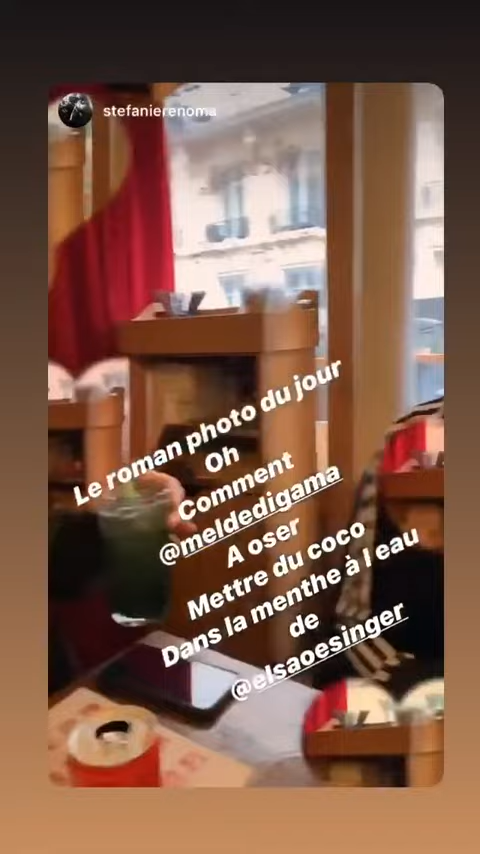 stefanierenoma
Le roman photo du jour
Oh
Comment
@meldedigama
A oser
Mettre du coco
Dans la menthe à l eau
de
@elsaoesinger